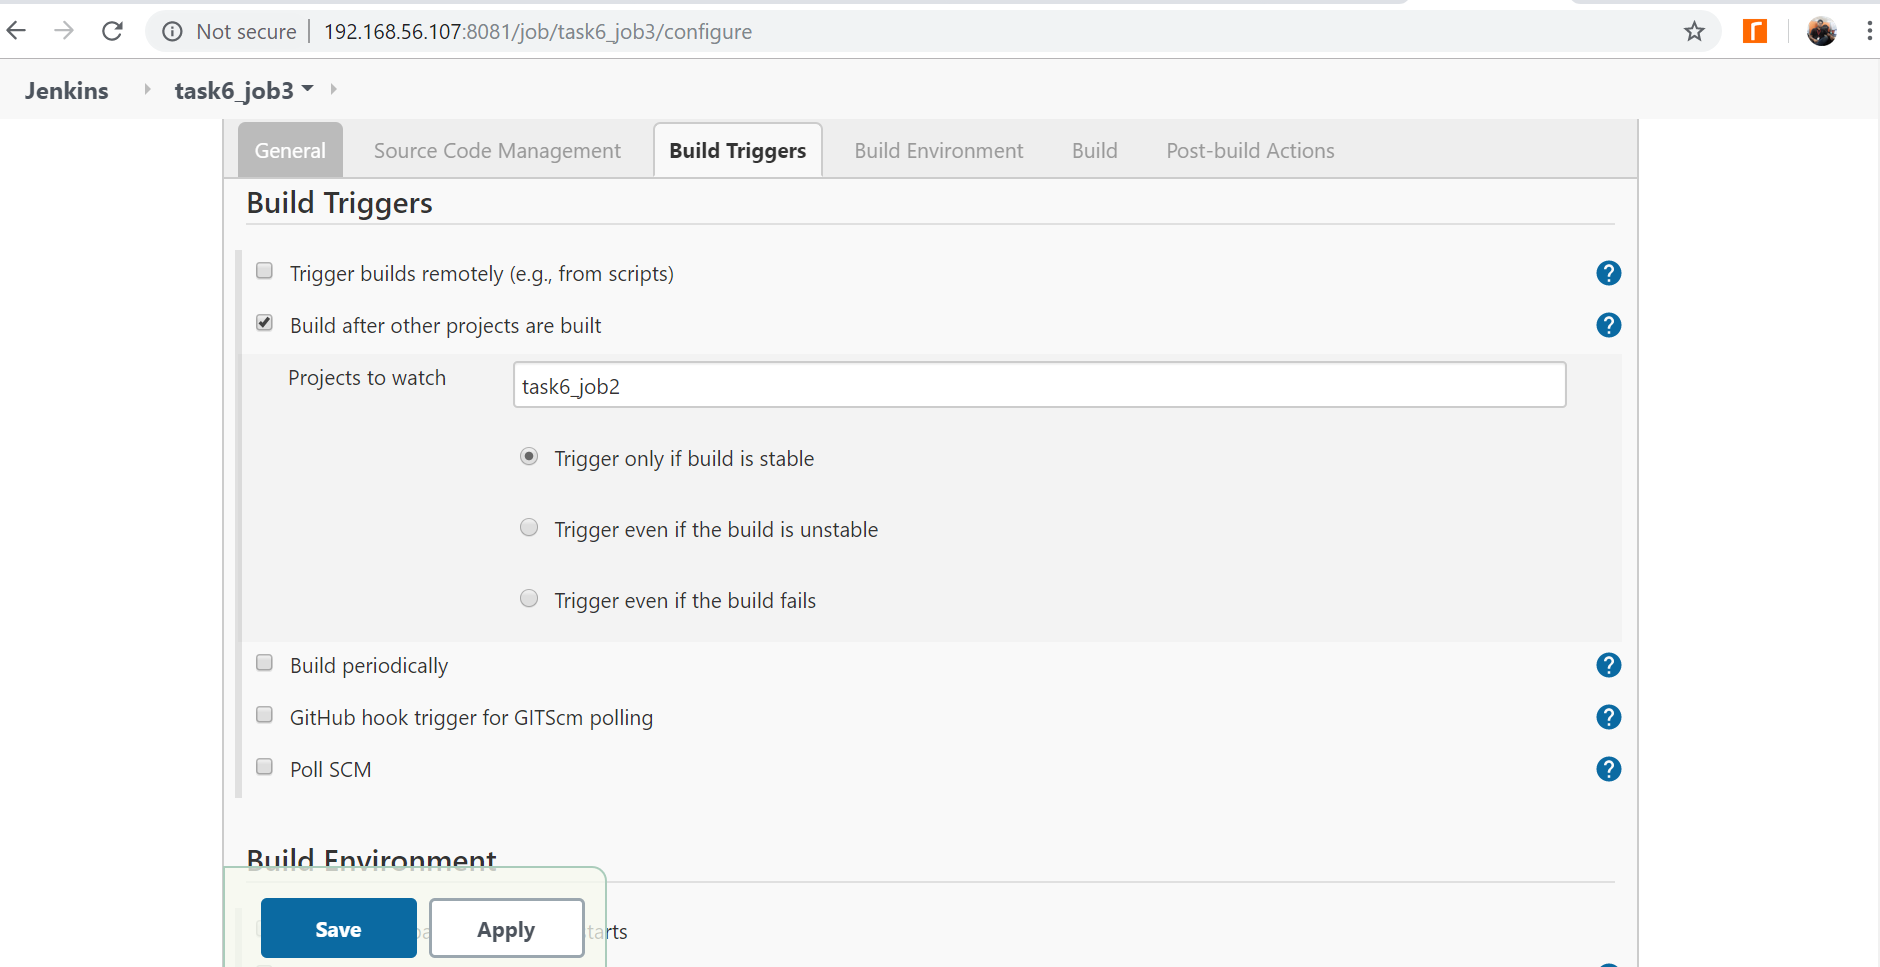 Not secure | 192.168.56.107:8081/job/task6_job3/configure
Jenkins task6_job3
General Source Code Management Build Triggers Build Environment Build Post-build Actions
Build Triggers
Trigger builds remotely (e.g., from scripts)
Build after other projects are built
Projects to watch task6_job2
Trigger only if build is stable
Trigger even if the build is unstable
Trigger even if the build fails
Build periodically
GitHub hook trigger for GITScm polling
Poll SCM
Build Environment
Save Apply